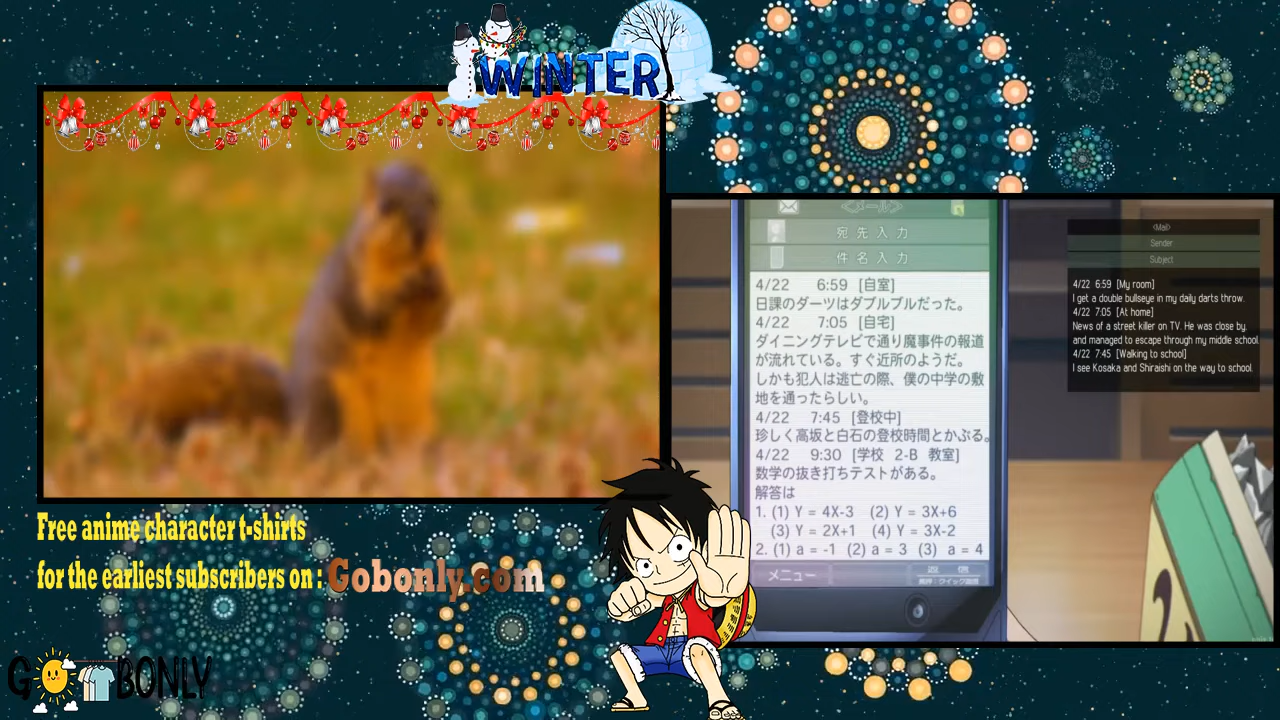 WINTER
<メール>
宛先入力
件名入力
4/22 6:59 [自室]
日課のダーツはダブルブルだった。
4/22 7:05 [自宅]
ダイニングテレビで通り魔事件の報道
が流れている。すぐ近所のようだ。
しかも犯人は逃亡の際、僕の中学の敷
地を通ったらしい。
4/22 7:45 [登校中]
珍しく高坂と白石の登校時間とかぶる。
4/22 9:30 [学校 2-B 教室]
数学の抜き打ちテストがある。
解答は
1. (1) Y = 4X-3 (2) Y = 3X+6
(3) Y = 2X+1 (4) Y = 3X-2
2. (1) a = -1 (2) a = 3 (3) a = 4
メニュー
返信
<Mail>
Sender
Subject
4/22 6:59 [My room]
I get a double bullseye in my daily darts throw.
4/22 7:05 [At home]
News of a street killer on TV. He was close by,
and managed to escape through my middle school.
4/22 7:45 [Walking to school]
I see Kosaka and Shiraishi on the way to school.
2
Free anime character t-shirts
for the earliest subscribers on : Gobonly.com
GOBONLY